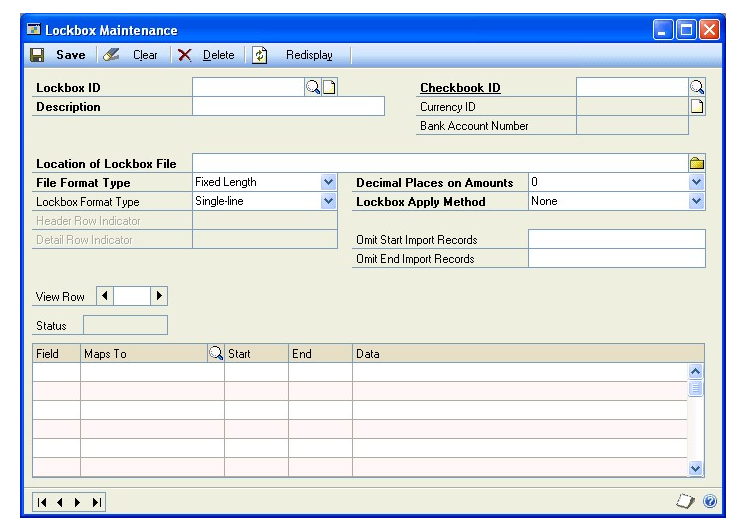 Lockbox Maintenance
Save Clear Delete Redisplay
Lockbox ID Checkbook ID
Description Currency ID
Bank Account Number
Location of Lockbox File
File Format Type Fixed Length Decimal Places on Amounts 0
Lockbox Format Type Single-line Lockbox Apply Method None
Header Row Indicator
Detail Row Indicator Omit Start Import Records
Omit End Import Records
View Row
Status
Field Maps To Start End Data